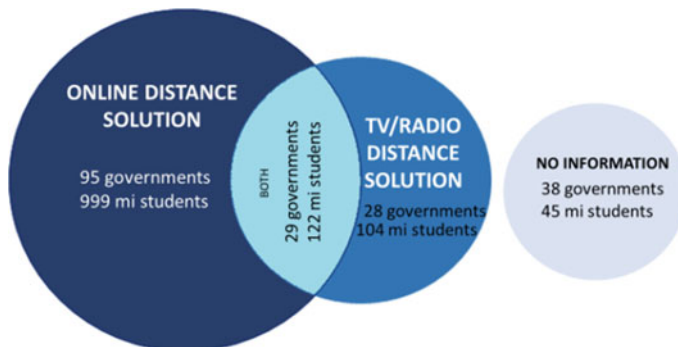 ONLINE DISTANCE
SOLUTION
95 governments
999 mi students
BOTH
29 governments
122 mi students
TV/RADIO
DISTANCE
SOLUTION
28 governments
104 mi students
NO INFORMATION
38 governments
45 mi students